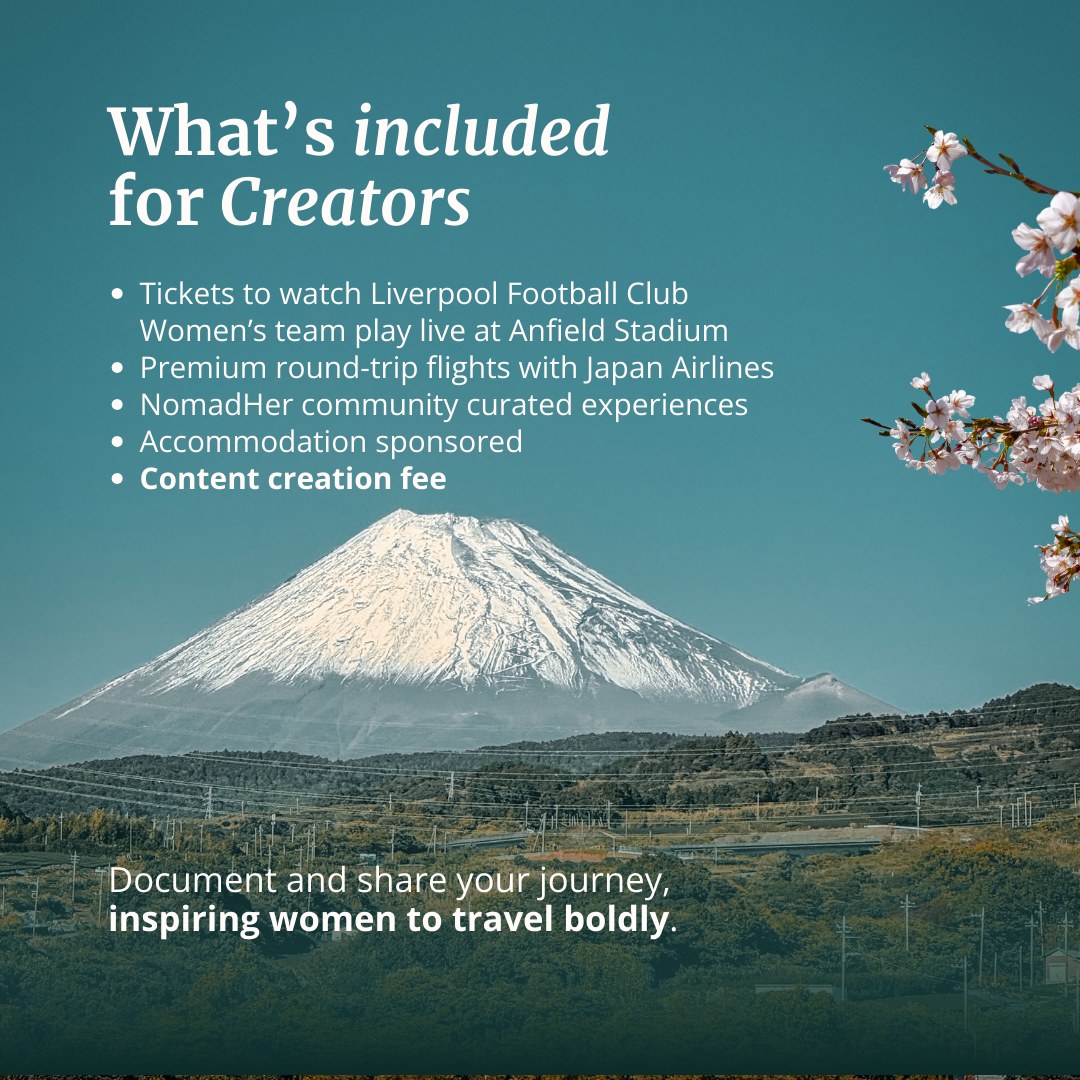 What’s included
for Creators
• Tickets to watch Liverpool Football Club
Women’s team play live at Anfield Stadium
• Premium round-trip flights with Japan Airlines
• NomadHer community curated experiences
• Accommodation sponsored
• Content creation fee
Document and share your journey,
inspiring women to travel boldly.